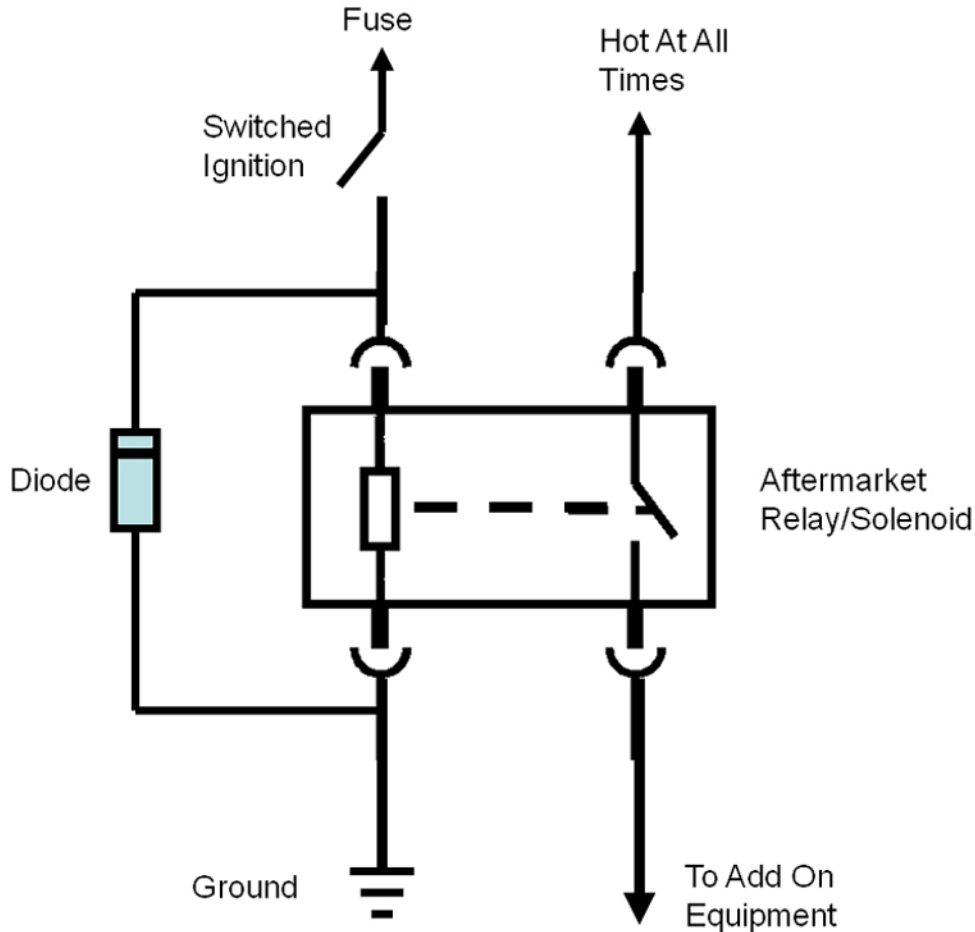 Fuse
Hot At All
Times
Switched
Ignition
Diode
Aftermarket
Relay/Solenoid
Ground
To Add On
Equipment